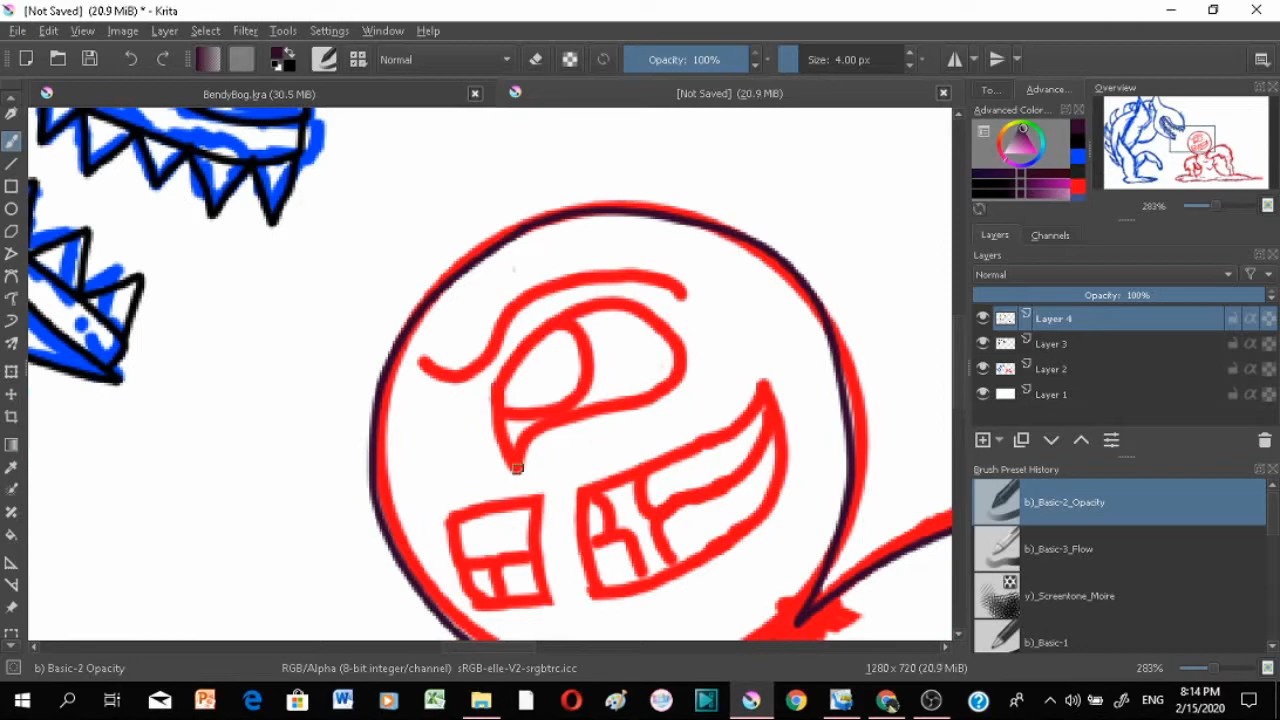 [Not Saved] (20.9 MiB) * - Krita
File Edit View Image Layer Select Filter Tools Settings Window Help
Normal
Opacity: 100%
Size: 4.00 px
BendyBog.kra (30.5 MiB)
[Not Saved] (20.9 MiB)
To...
Advance...
Overview
Advanced Color...
283%
Layers
Channels
Layers
Normal
Opacity: 100%
Layer 4
Layer 3
Layer 2
Layer 1
Brush Preset History
b)_Basic-2_Opacity
b)_Basic-3_Flow
y)_Screentone_Moire
b)_Basic-1
b) Basic-2 Opacity
RGB/Alpha (8-bit integer/channel) sRGB-elle-V2-srgbtrc.icc
1280 x 720 (20.9 MiB)
283%
ENG
8:14 PM
2/15/2020